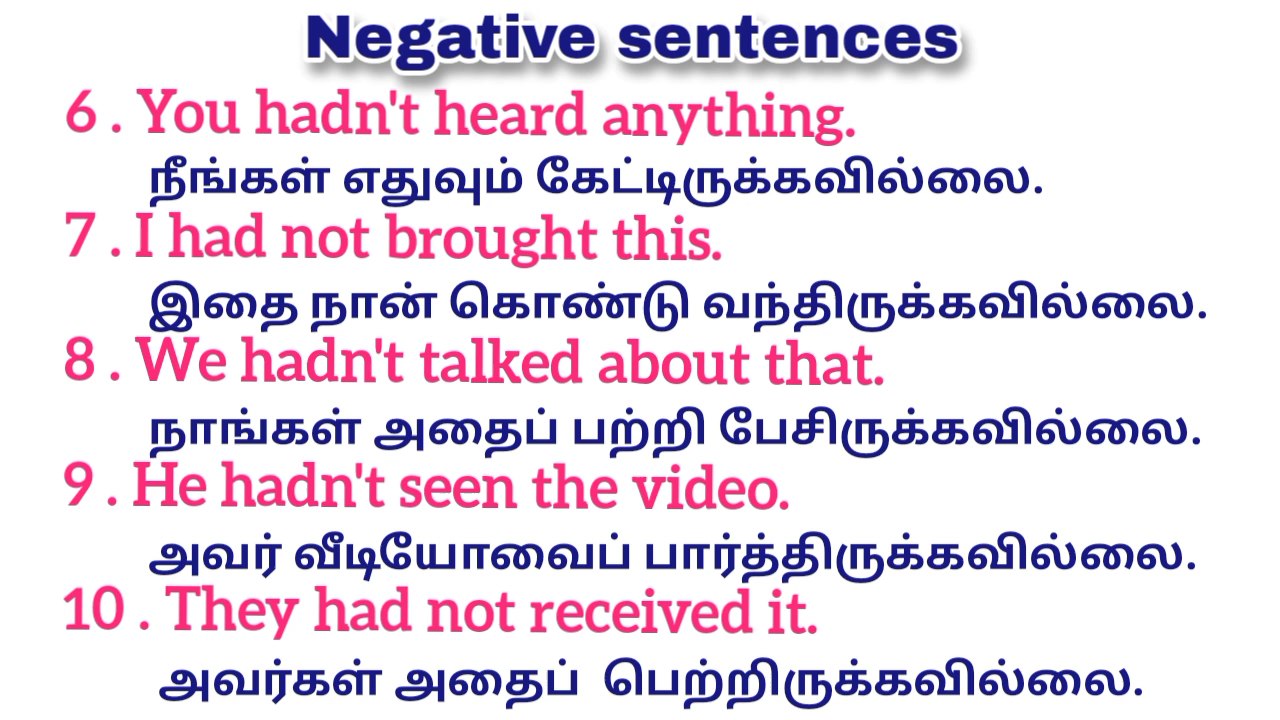 Negative sentences
6 . You hadn't heard anything.
நீங்கள் எதுவும் கேட்டிருக்கவில்லை.
7 . I had not brought this.
இதை நான் கொண்டு வந்திருக்கவில்லை.
8 . We hadn't talked about that.
நாங்கள் அதைப் பற்றி பேசிருக்கவில்லை.
9 . He hadn't seen the video.
அவர் வீடியோவைப் பார்த்திருக்கவில்லை.
10 . They had not received it.
அவர்கள் அதைப் பெற்றிருக்கவில்லை.